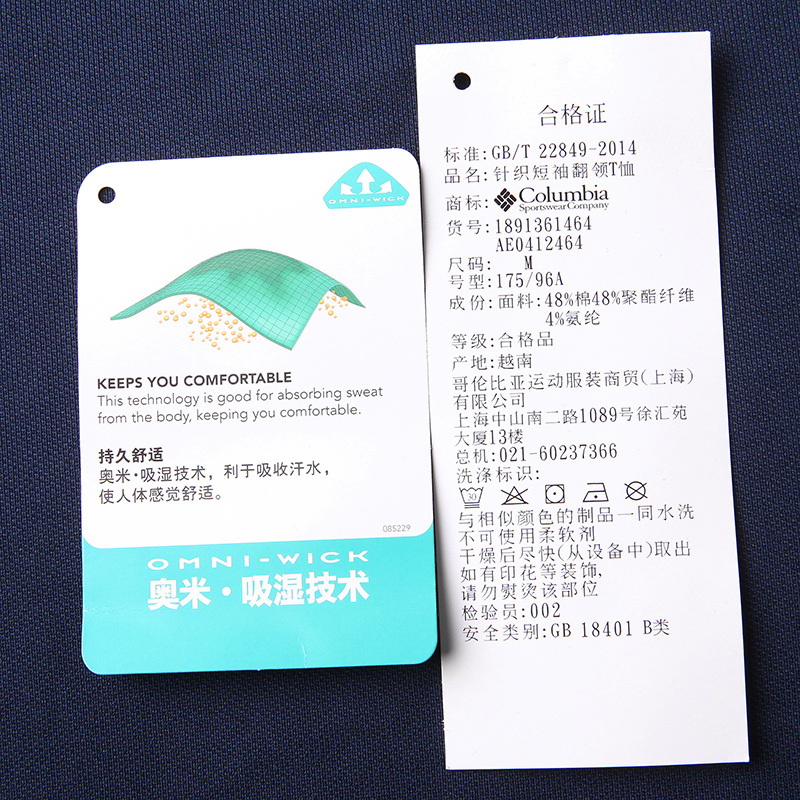 OMNI-WICK
KEEPS YOU COMFORTABLE
This technology is good for absorbing sweat
from the body, keeping you comfortable.
持久舒适
奥米·吸湿技术，利于吸收汗水，
使人体感觉舒适。
085229
OMNI-WICK
奥米·吸湿技术
合格证
标准:GB/T 22849-2014
品名:针织短袖翻领T恤
商标: Columbia
Sportswear Company
货号:1891361464
AE0412464
尺码: M
号型:175/96A
成份:面料:48%棉48%聚酯纤维
4%氨纶
等级:合格品
产地:越南
哥伦比亚运动服装商贸(上海)
有限公司
上海中山南二路1089号徐汇苑
大厦13楼
总机:021-60237366
洗涤标识:
30
与相似颜色的制品一同水洗
不可使用柔软剂
干燥后尽快(从设备中)取出
如有印花等装饰,
请勿熨烫该部位
检验员:002
安全类别:GB 18401 B类